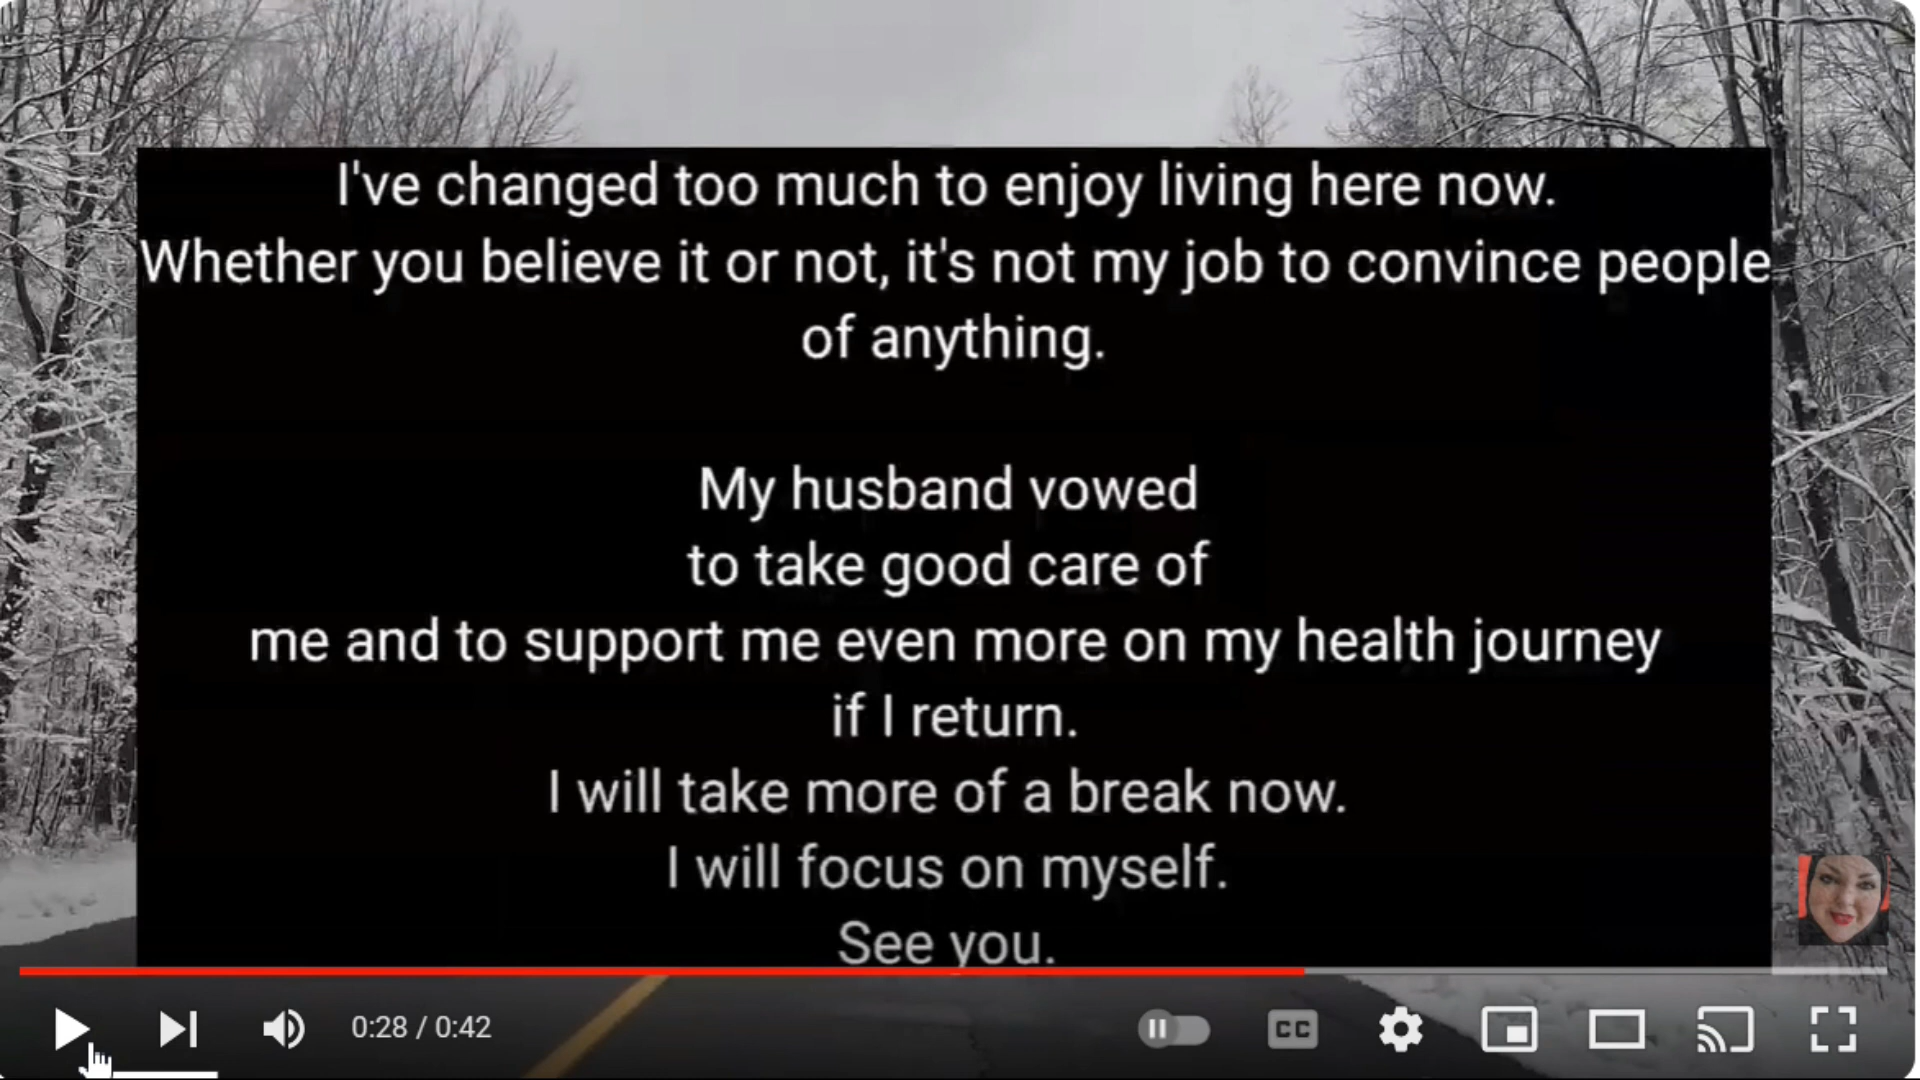 I've changed too much to enjoy living here now.
Whether you believe it or not, it's not my job to convince people
of anything.
My husband vowed
to take good care of
me and to support me even more on my health journey
if I return.
I will take more of a break now.
I will focus on myself.
See you.
0:28 / 0:42
CC